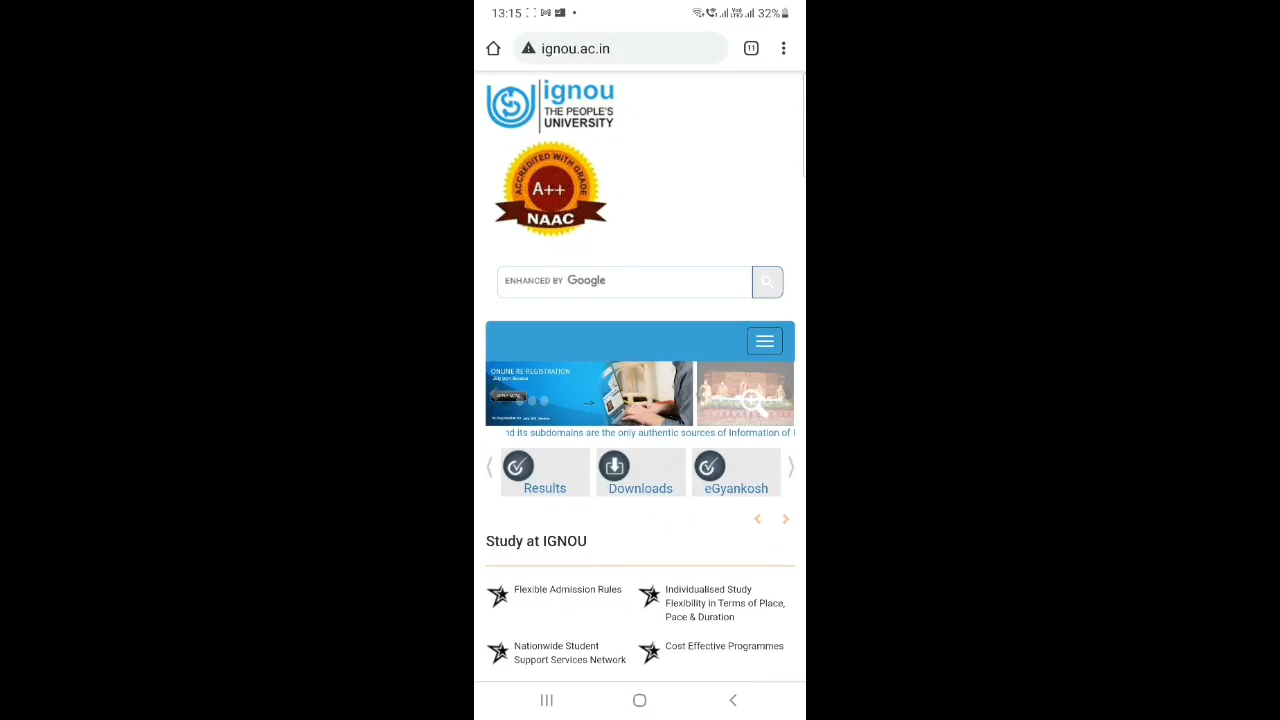 13:15
32%
11
ignou.ac.in
ignou
THE PEOPLE'S
UNIVERSITY
ACCREDITED WITH GRADE
A++
NAAC
ENHANCED BY Google
ONLINE RE-REGISTRATION
APPLY NOW
-->
nd its subdomains are the only authentic sources of Information of I
Results
Downloads
eGyankosh
Study at IGNOU
Flexible Admission Rules
Individualised Study
Flexibility in Terms of Place,
Pace & Duration
Nationwide Student
Support Services Network
Cost Effective Programmes